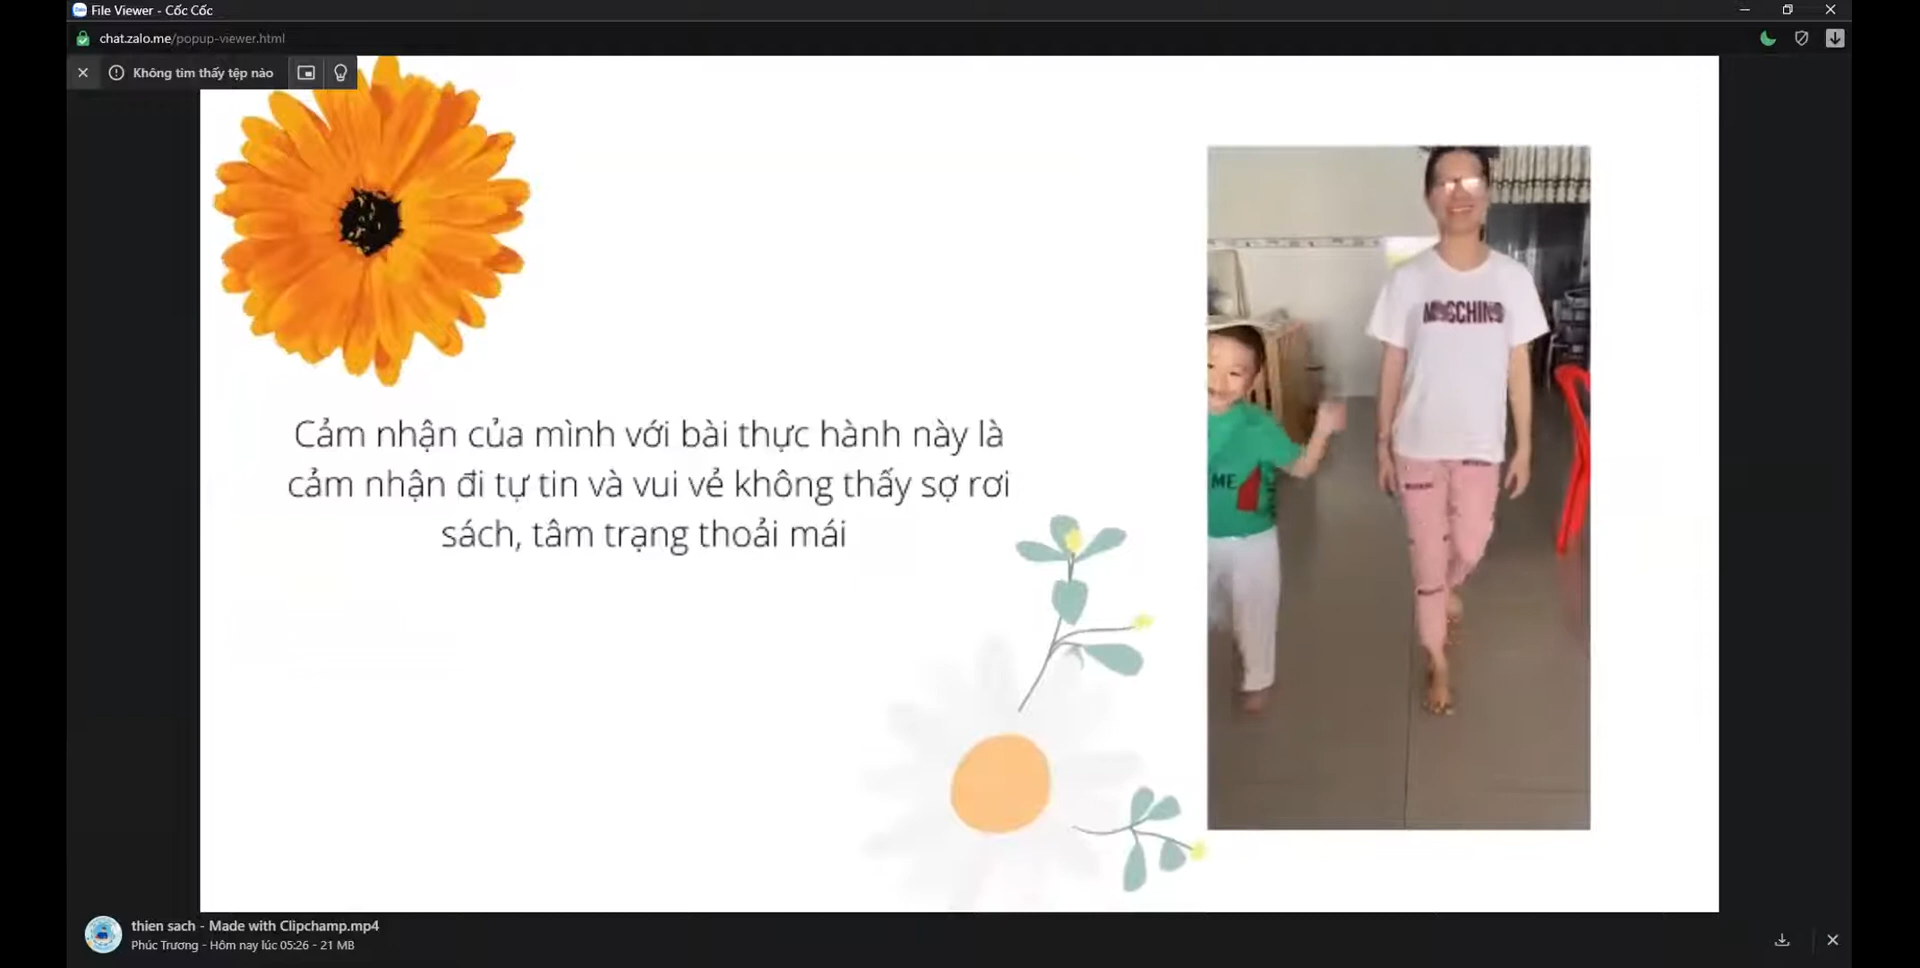 File Viewer - Cốc Cốc
chat.zalo.me/popup-viewer.html
Không tìm thấy tệp nào
MOSCHINO
ME
Cảm nhận của mình với bài thực hành này là
cảm nhận đi tự tin và vui vẻ không thấy sợ rơi
sách, tâm trạng thoải mái
thien sach - Made with Clipchamp.mp4
Phúc Trương - Hôm nay lúc 05:26 - 21 MB